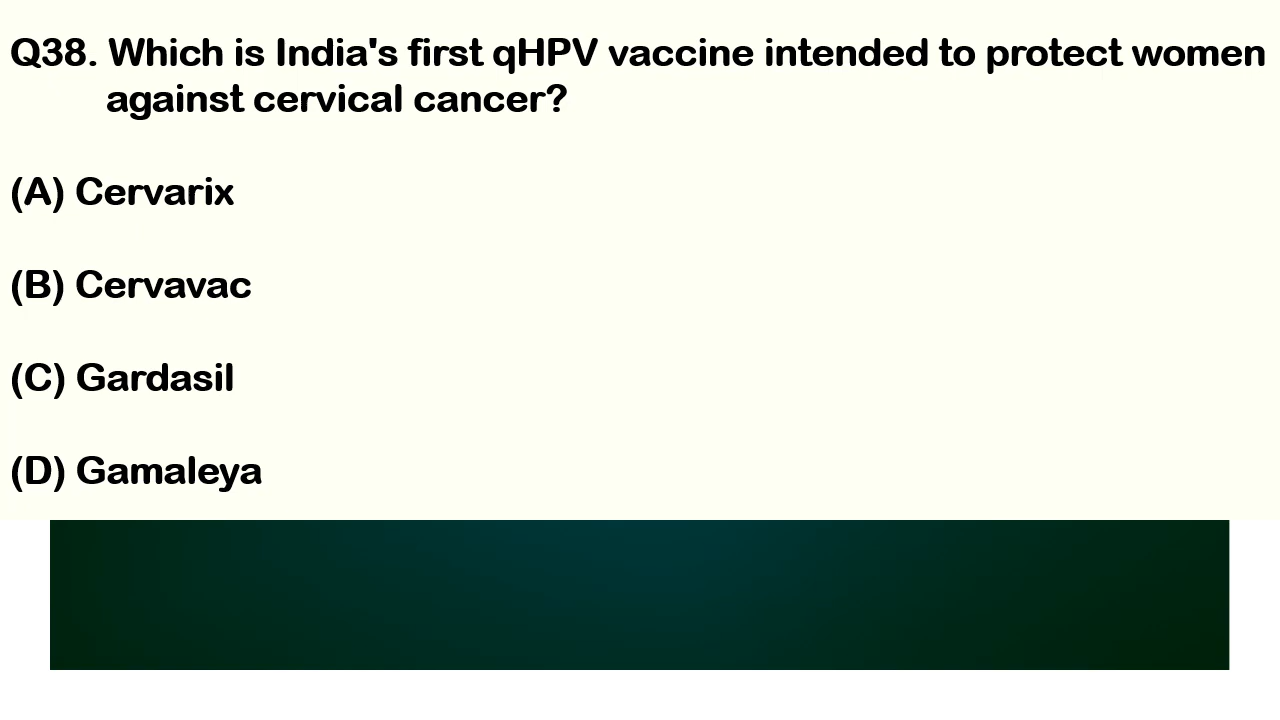 Q38. Which is India's first qHPV vaccine intended to protect women
against cervical cancer?
(A) Cervarix
(B) Cervavac
(C) Gardasil
(D) Gamaleya